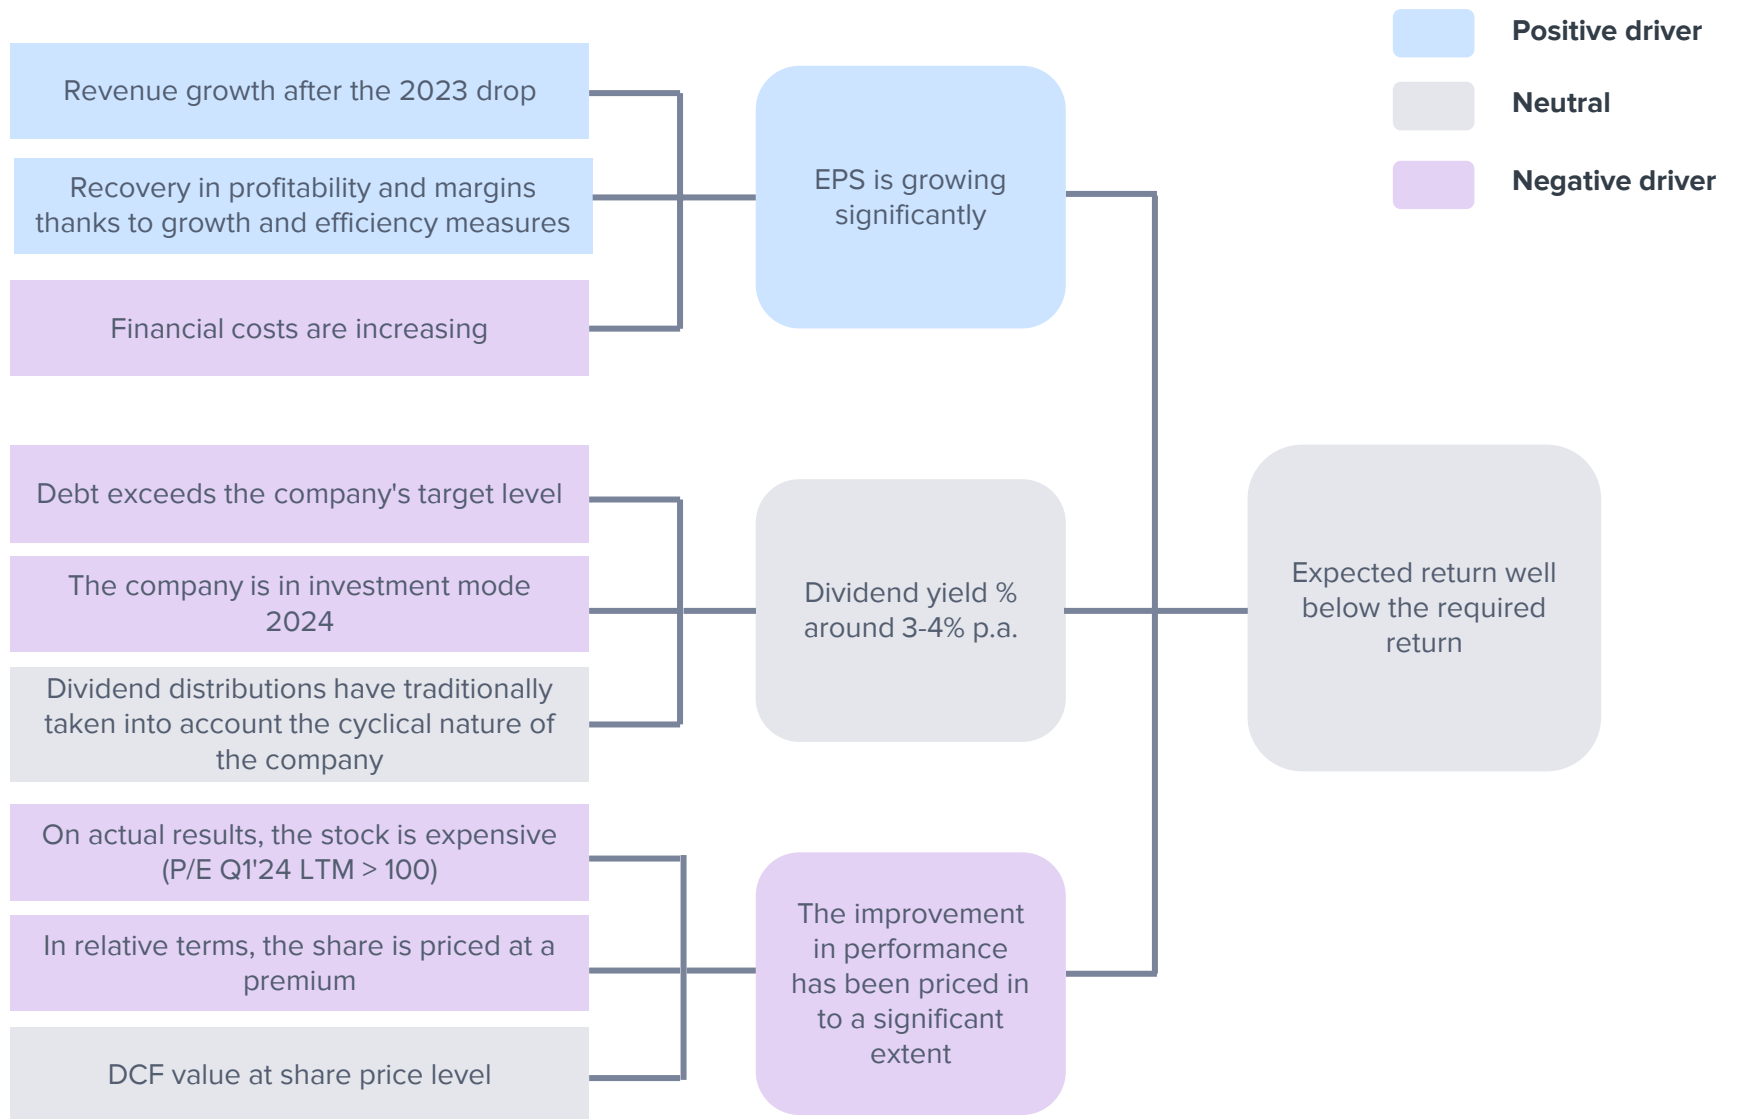 Positive driver
Neutral
Negative driver
Revenue growth after the 2023 drop
Recovery in profitability and margins
thanks to growth and efficiency measures
Financial costs are increasing
EPS is growing
significantly
Debt exceeds the company's target level
The company is in investment mode
2024
Dividend distributions have traditionally
taken into account the cyclical nature of
the company
Dividend yield %
around 3-4% p.a.
On actual results, the stock is expensive
(P/E Q1'24 LTM > 100)
In relative terms, the share is priced at a
premium
DCF value at share price level
The improvement
in performance
has been priced in
to a significant
extent
Expected return well
below the required
return